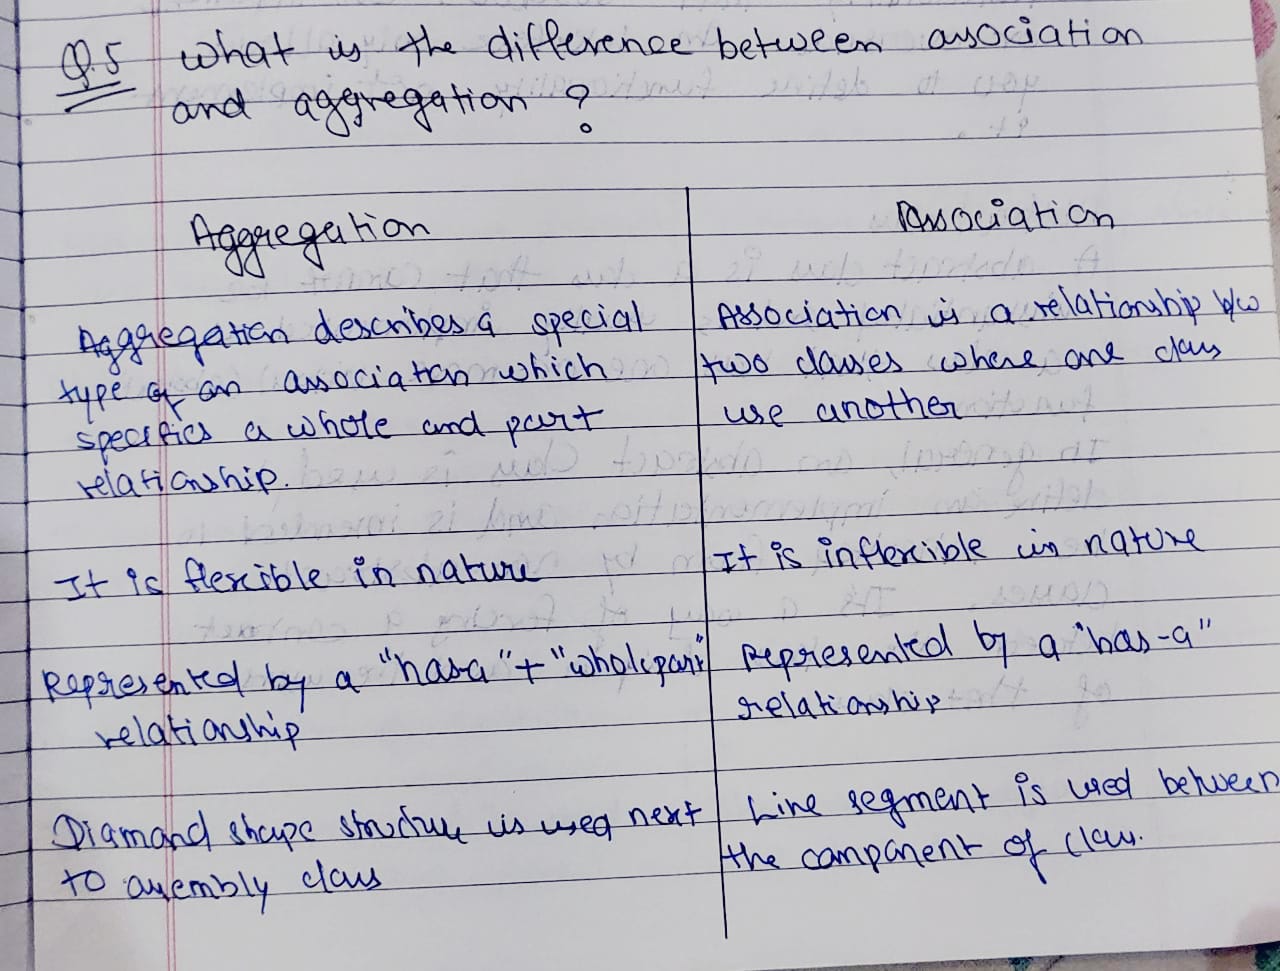 Q.5 what is the difference between association
and aggregation ?
Aggregation
Aggregation describes a special
type of an associaton which
specifics a whole and part
relationship.
It is flexible in nature
Represented by a "has-a" + "whole part"
relationship
Diamand shape structure is used next
to assembly class
Association
Association is a relationship b/w
two classes where one class
use another
It is inflexible in nature
Represented by a "has-a"
relationship
Line segment is used between
the companent of class.